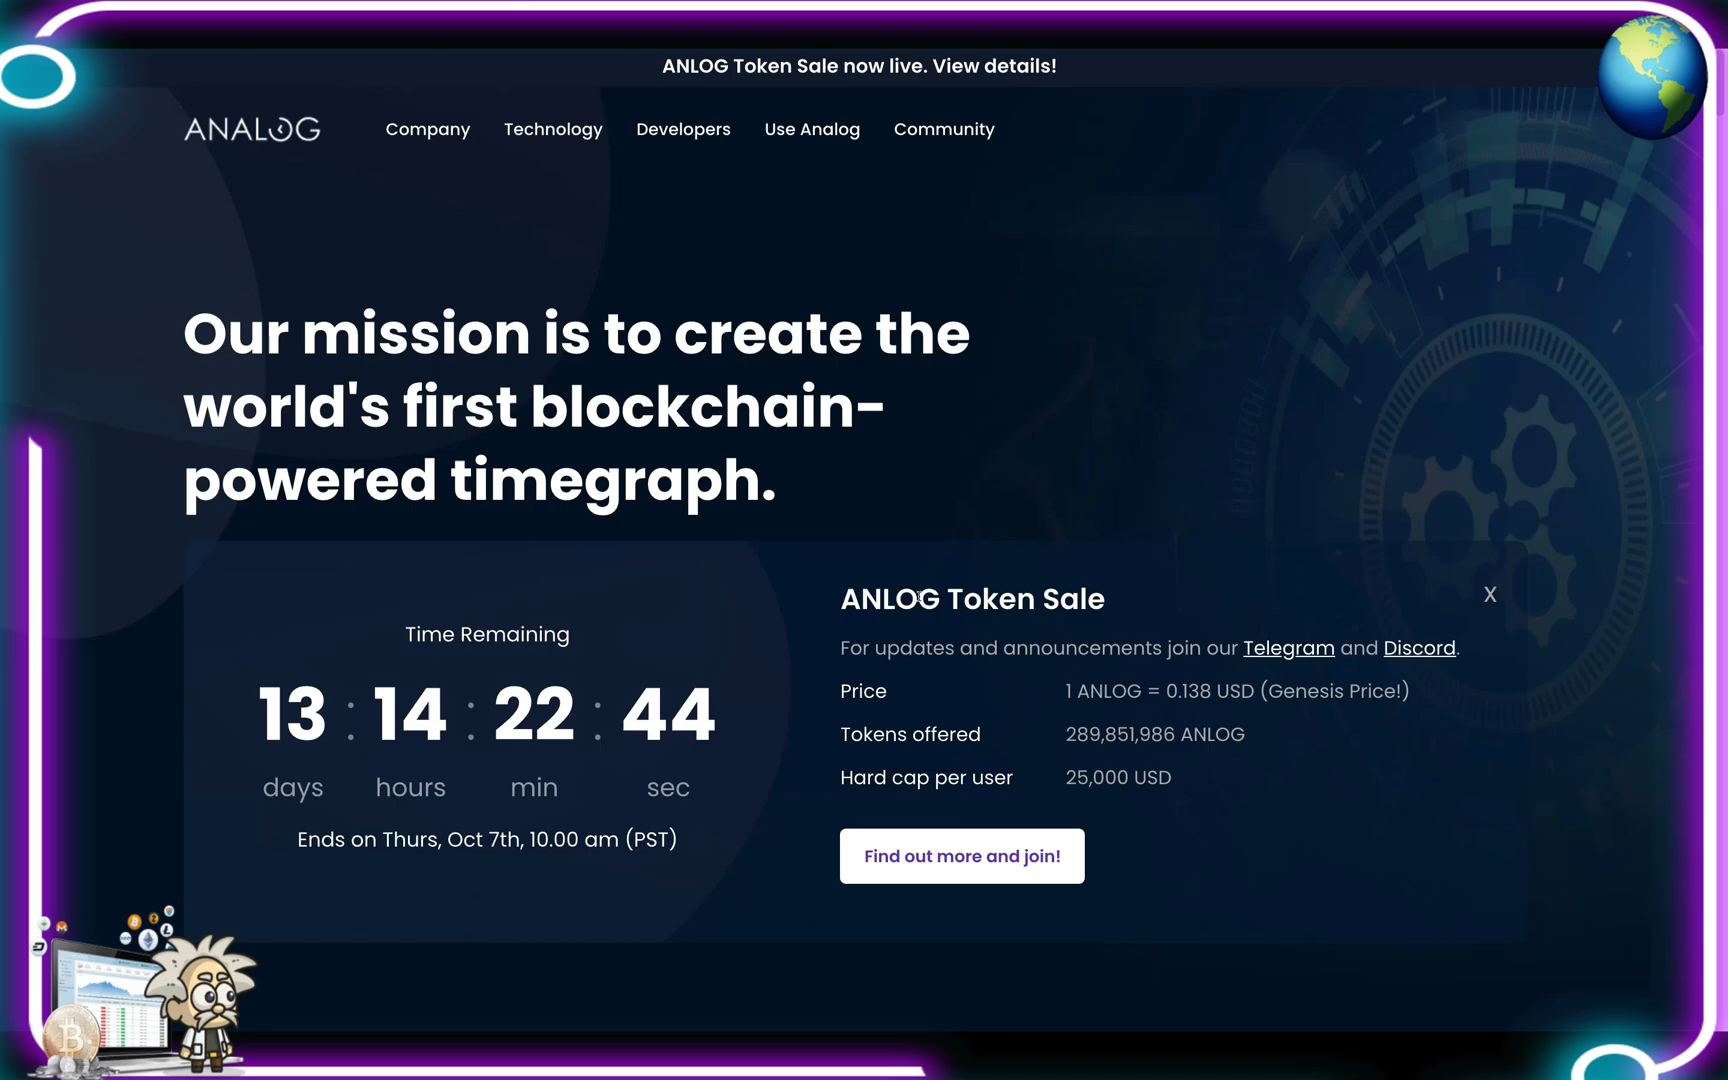 ANLOG Token Sale now live. View details!
ANALOG
Company Technology Developers Use Analog Community
Our mission is to create the
world's first blockchain-
powered timegraph.
Time Remaining
13 : 14 : 22 : 44
days hours min sec
Ends on Thurs, Oct 7th, 10.00 am (PST)
ANLOG Token Sale
X
For updates and announcements join our Telegram and Discord.
Price 1 ANLOG = 0.138 USD (Genesis Price!)
Tokens offered 289,851,986 ANLOG
Hard cap per user 25,000 USD
Find out more and join!